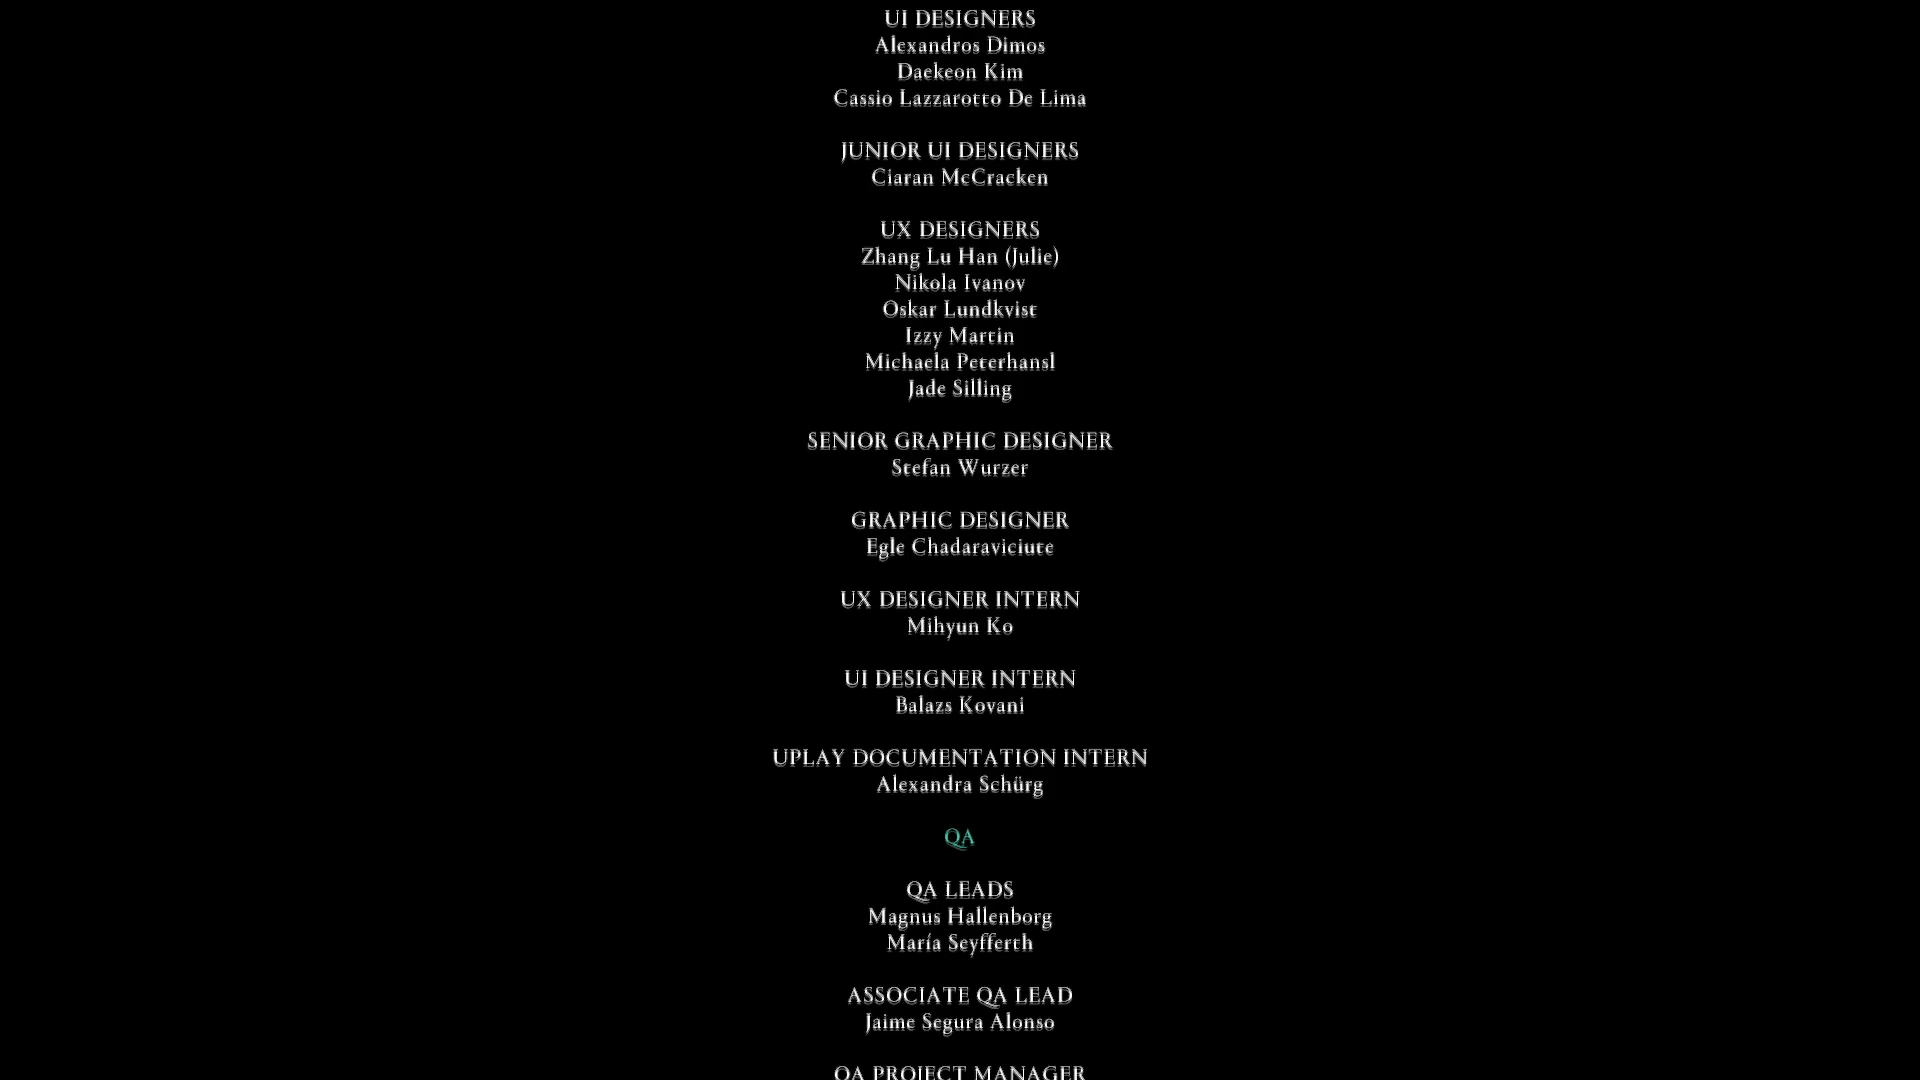 UI DESIGNERS
Alexandros Dimos
Daekeon Kim
Cassio Lazzarotto De Lima
JUNIOR UI DESIGNERS
Ciaran McCracken
UX DESIGNERS
Zhang Lu Han (Julie)
Nikola Ivanov
Oskar Lundkvist
Izzy Martin
Michaela Peterhansl
Jade Silling
SENIOR GRAPHIC DESIGNER
Stefan Wurzer
GRAPHIC DESIGNER
Egle Chadaraviciute
UX DESIGNER INTERN
Mihyun Ko
UI DESIGNER INTERN
Balazs Kovani
UPLAY DOCUMENTATION INTERN
Alexandra Schürg
QA
QA LEADS
Magnus Hallenborg
María Seyfferth
ASSOCIATE QA LEAD
Jaime Segura Alonso
QA PROJECT MANAGER